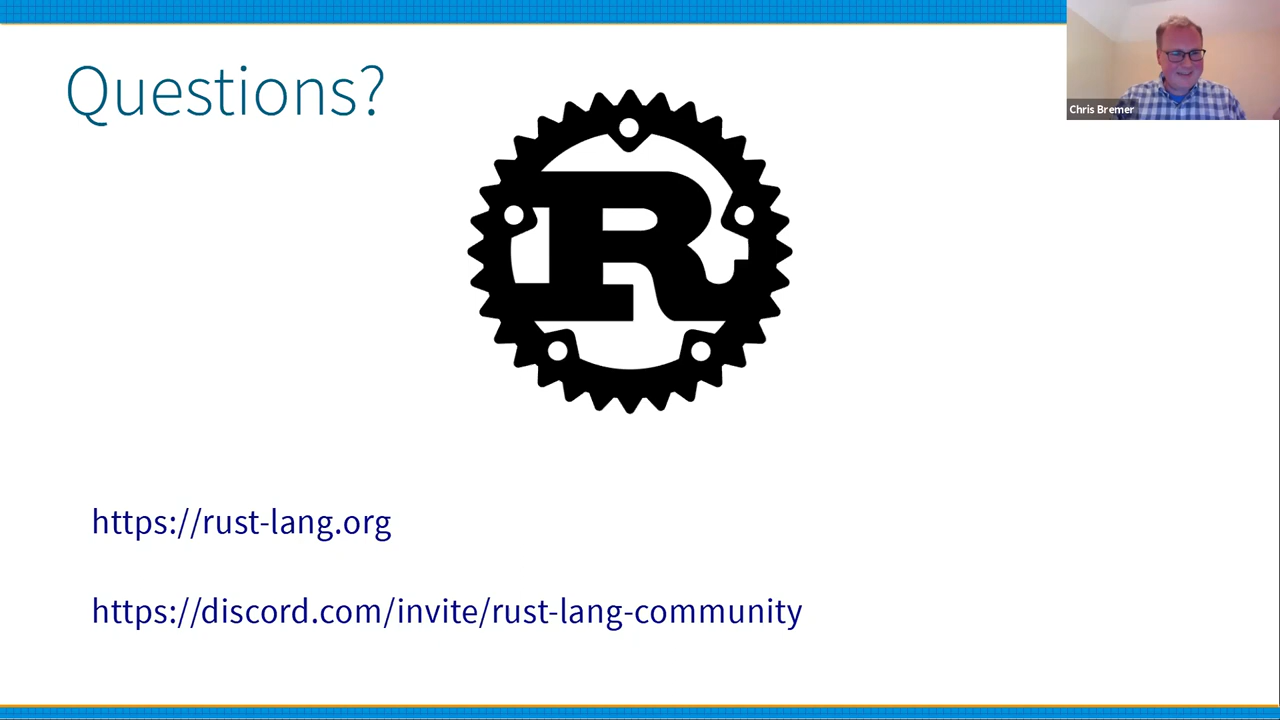 Questions?
Chris Bremer
R
https://rust-lang.org
https://discord.com/invite/rust-lang-community